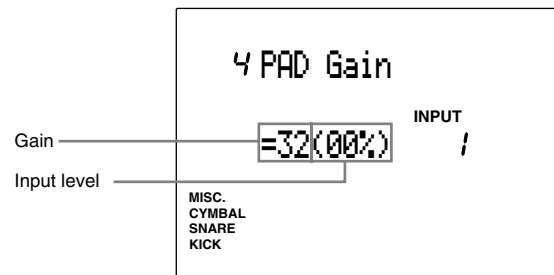 4 PAD Gain
INPUT
Gain
=32(00%)
1
Input level
MISC.
CYMBAL
SNARE
KICK